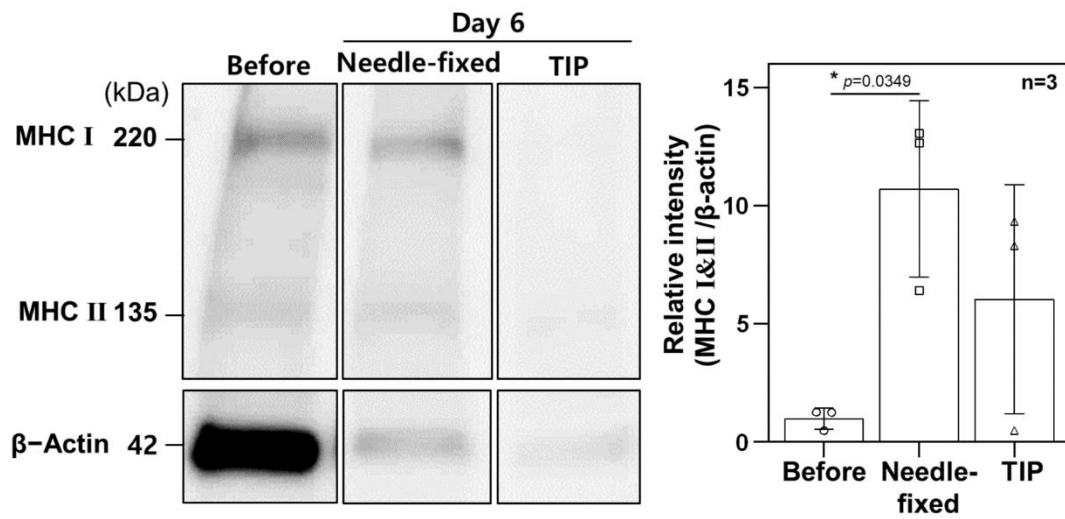 Day 6
Before Needle-fixed TIP
(kDa)
MHC I 220
MHC II 135
β-Actin 42
Relative intensity
(MHC I&II /β-actin)
15
10
5
0
* p=0.0349
n=3
Before Needle-
fixed TIP